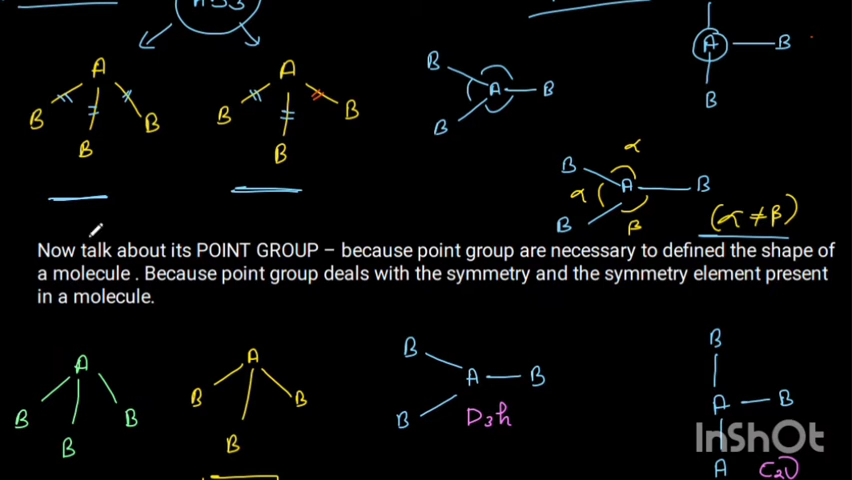 AB3
A
B
B
B
A
B
B
B
B
A
B
B
A
B
B
α
B
A
B
α
B
β
(α ≠ β)
Now talk about its POINT GROUP – because point group are necessary to defined the shape of
a molecule . Because point group deals with the symmetry and the symmetry element present
in a molecule.
A
B
B
B
A
B
B
B
B
A
B
B
D3h
B
A
B
A
C2v
InShOt